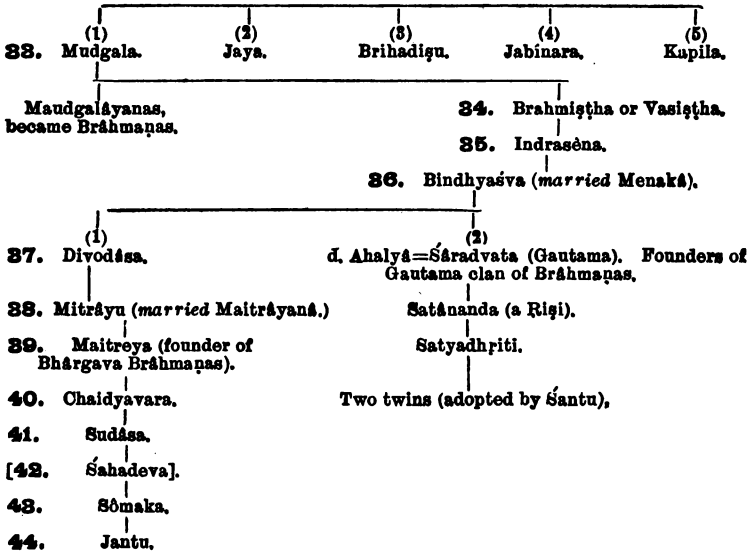 (1) (2) (3) (4) (5)
33. Mudgala. Jaya. Brihadiṣu. Jabinara. Kapila.
Maudgalâyanas, 34. Brahmiṣṭha or Vasiṣṭha.
became Brâhmaṇas.
35. Indrasèna.
36. Bindhyaśva (married Menakâ).
(1) (2)
37. Divodâsa. d. Ahalyâ=Śâradvata (Gautama). Founders of
Gautama clan of Brâhmaṇas.
38. Mitrâyu (married Maitrâyanâ.) Satânanda (a Riṣi).
39. Maitreya (founder of Satyadhṛiti.
Bhârgava Brâhmaṇas).
40. Chaidyavara. Two twins (adopted by Śantu),
41. Sudâsa.
[42. Śahadeva].
43. Sômaka.
44. Jantu.